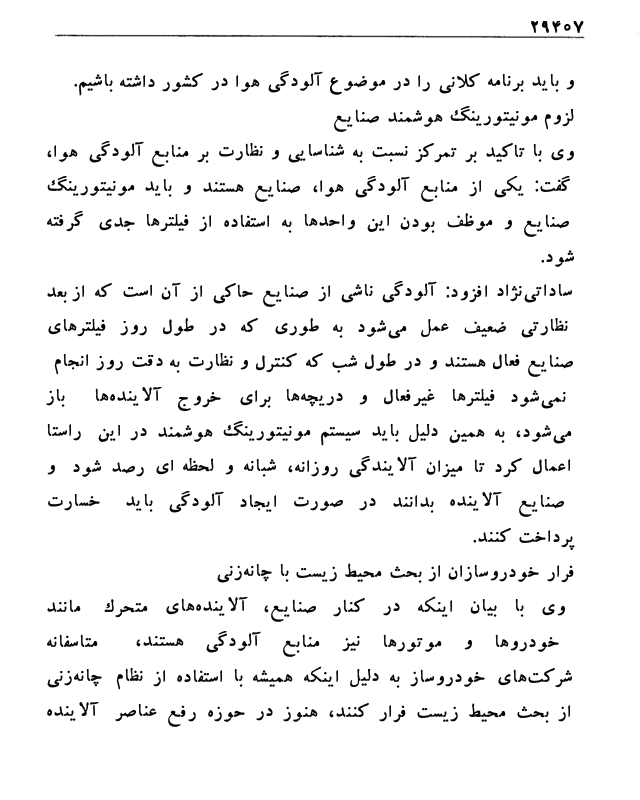 ۲۹۴۰۷
و باید برنامه کلانی را در موضوع آلودگی هوا در کشور داشته باشیم.
لزوم مونیتورینگ هوشمند صنایع
وی با تاکید بر تمرکز نسبت به شناسایی و نظارت بر منابع آلودگی هوا،
گفت: یکی از منابع آلودگی هوا، صنایع هستند و باید مونیتورینگ
صنایع و موظف بودن این واحدها به استفاده از فیلترها جدی گرفته
شود.
ساداتی‌نژاد افزود: آلودگی ناشی از صنایع حاکی از آن است که از بعد
نظارتی ضعیف عمل می‌شود به طوری که در طول روز فیلترهای
صنایع فعال هستند و در طول شب که کنترل و نظارت به دقت روز انجام
نمی‌شود فیلترها غیرفعال و دریچه‌ها برای خروج آلاینده‌ها باز
می‌شود، به همین دلیل باید سیستم مونیتورینگ هوشمند در این راستا
اعمال کرد تا میزان آلایندگی روزانه، شبانه و لحظه ای رصد شود و
صنایع آلاینده بدانند در صورت ایجاد آلودگی باید خسارت
پرداخت کنند.
فرار خودروسازان از بحث محیط زیست با چانه‌زنی
وی با بیان اینکه در کنار صنایع، آلاینده‌های متحرک مانند
خودروها و موتورها نیز منابع آلودگی هستند، متاسفانه
شرکت‌های خودروساز به دلیل اینکه همیشه با استفاده از نظام چانه‌زنی
از بحث محیط زیست فرار کنند، هنوز در حوزه رفع عناصر آلاینده